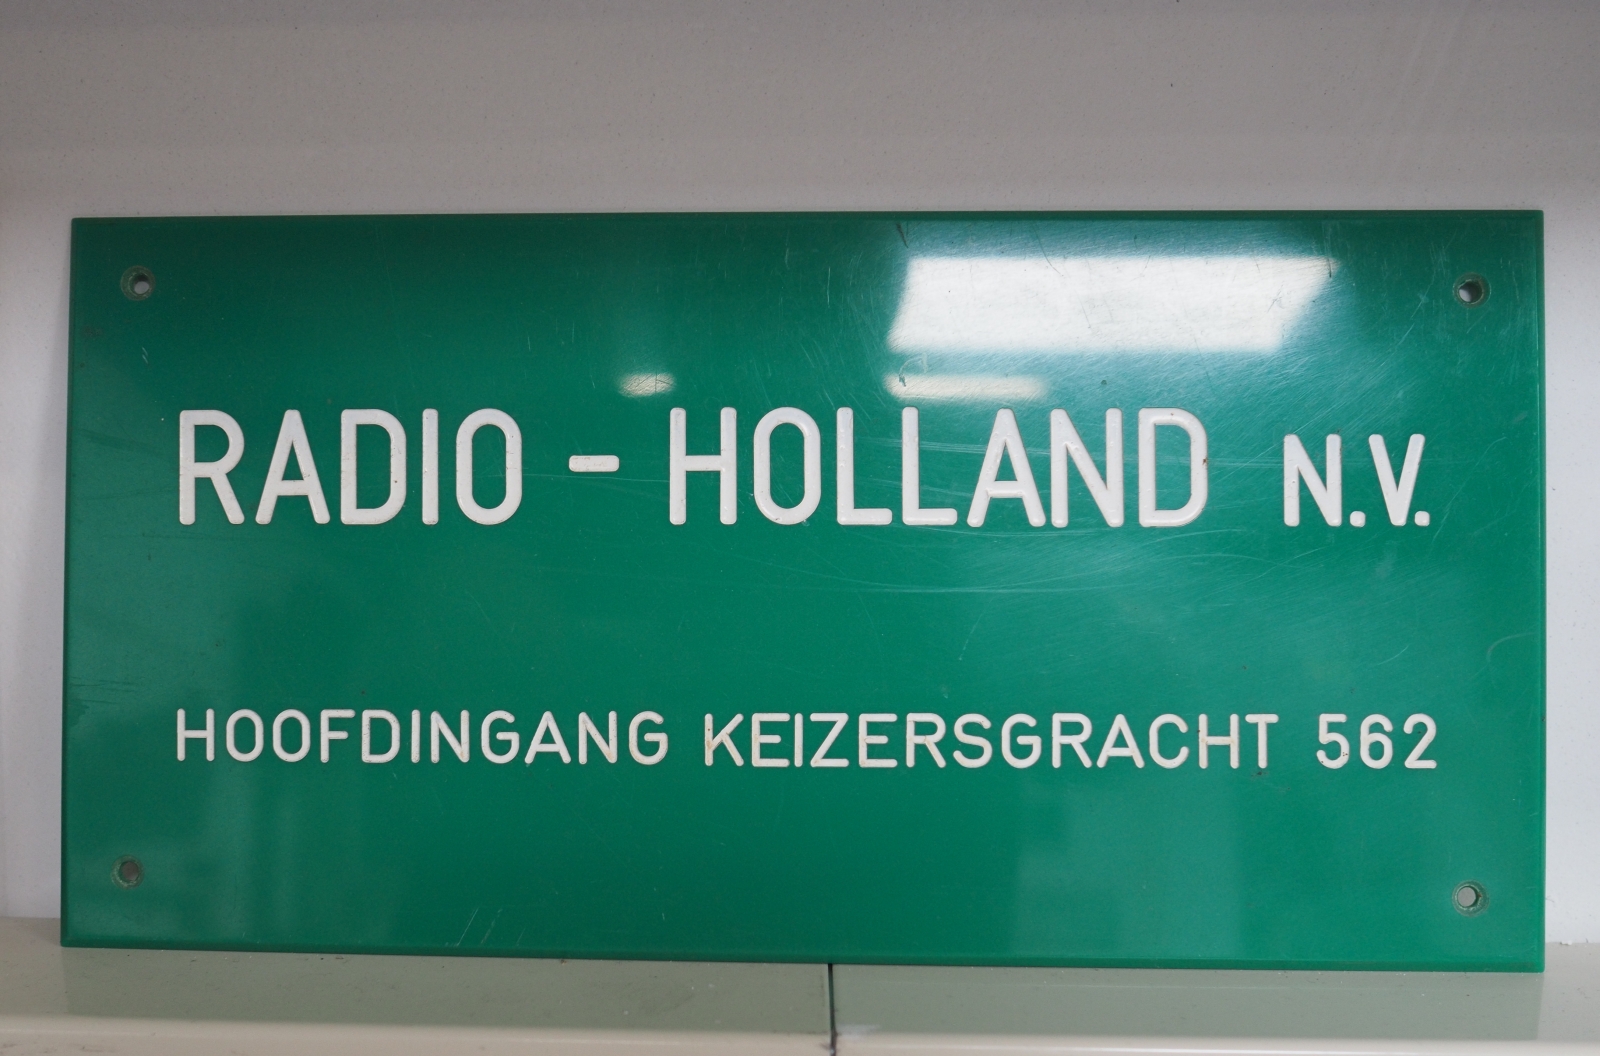 RADIO - HOLLAND N.V.
HOOFDINGANG KEIZERSGRACHT 562